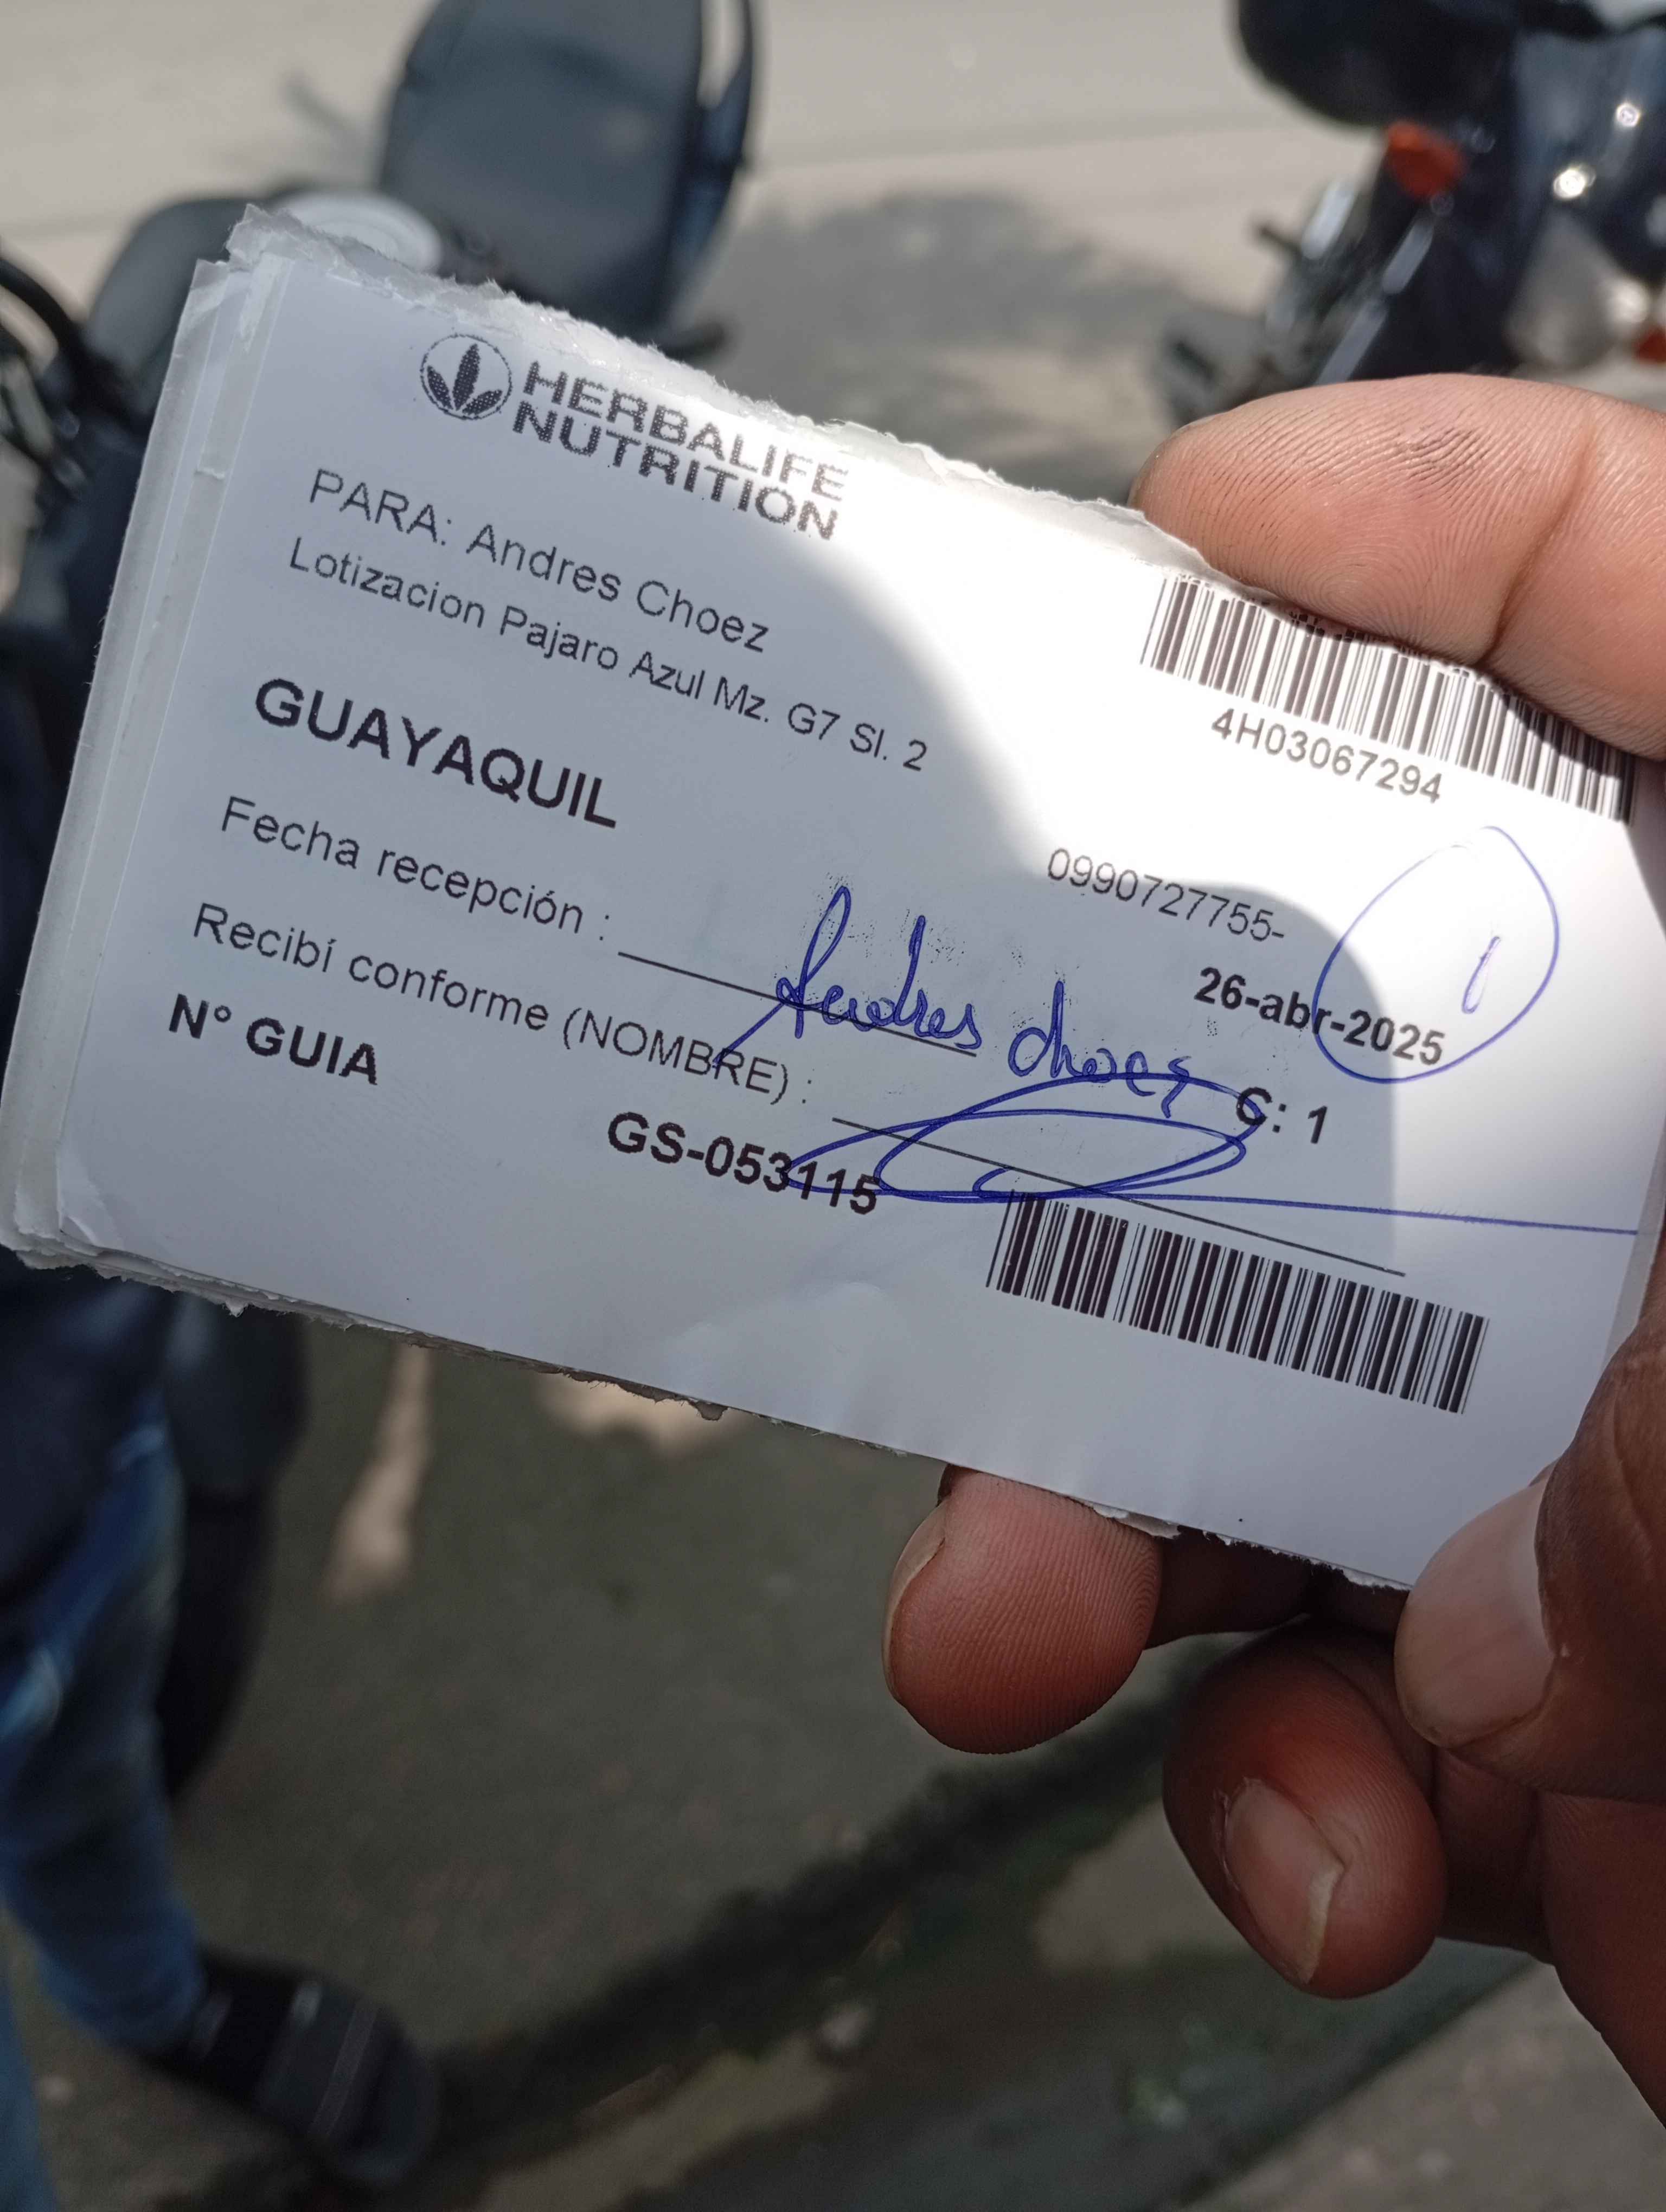 HERBALIFE
NUTRITION
PARA: Andres Choez
Lotizacion Pajaro Azul Mz. G7 Sl. 2
4H03067294
GUAYAQUIL
0990727755-
1
Fecha recepción :
26-abr-2025
Andres Choez
Recibí conforme (NOMBRE) :
C: 1
N° GUIA
GS-053115